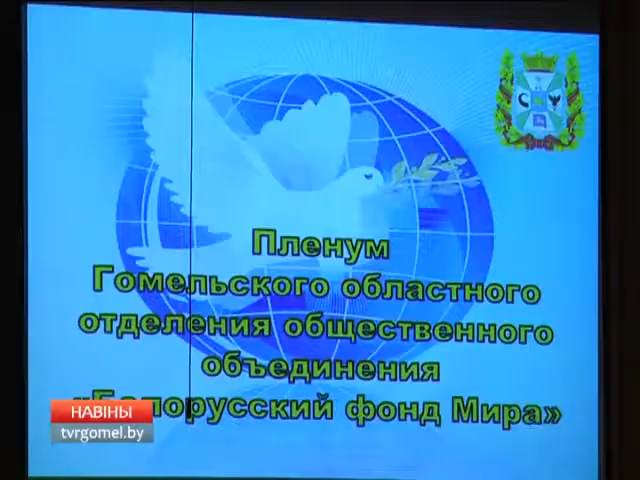 Пленум
Гомельского областного
отделения общественного
объединения
«Белорусский фонд Мира»
НАВІНЫ
tvrgomel.by